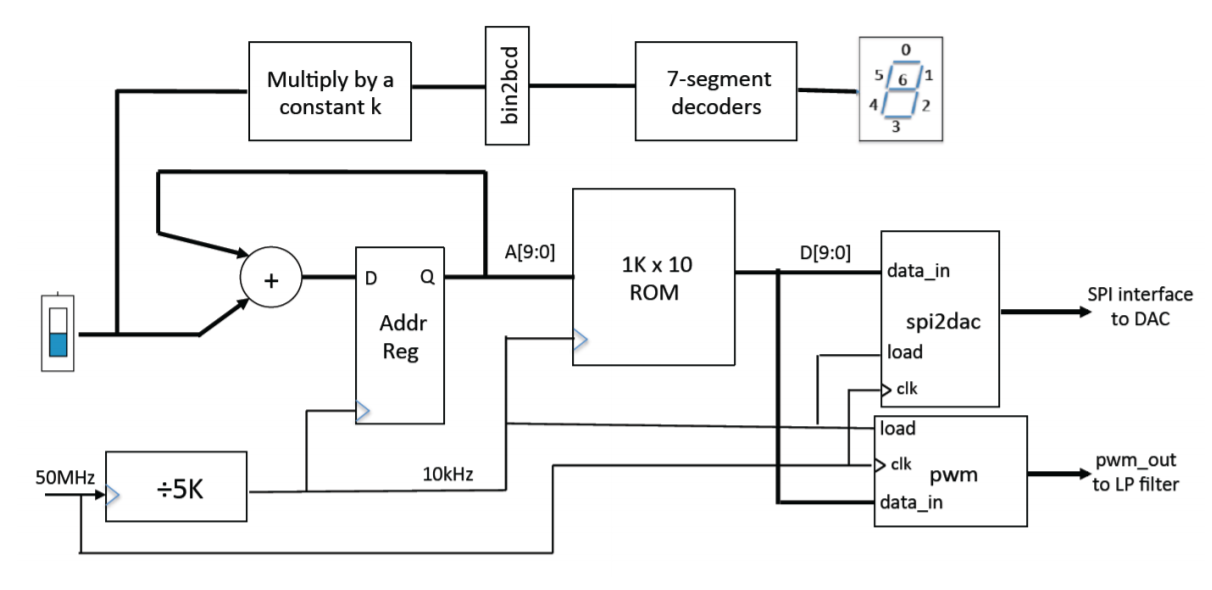 Multiply by a
constant k
bin2bcd
7-segment
decoders
0
5
6
1
4
2
3
+
D
Q
Addr
Reg
A[9:0]
1K x 10
ROM
D[9:0]
data_in
spi2dac
load
clk
SPI interface
to DAC
50MHz
÷5K
10kHz
load
clk
pwm
data_in
pwm_out
to LP filter